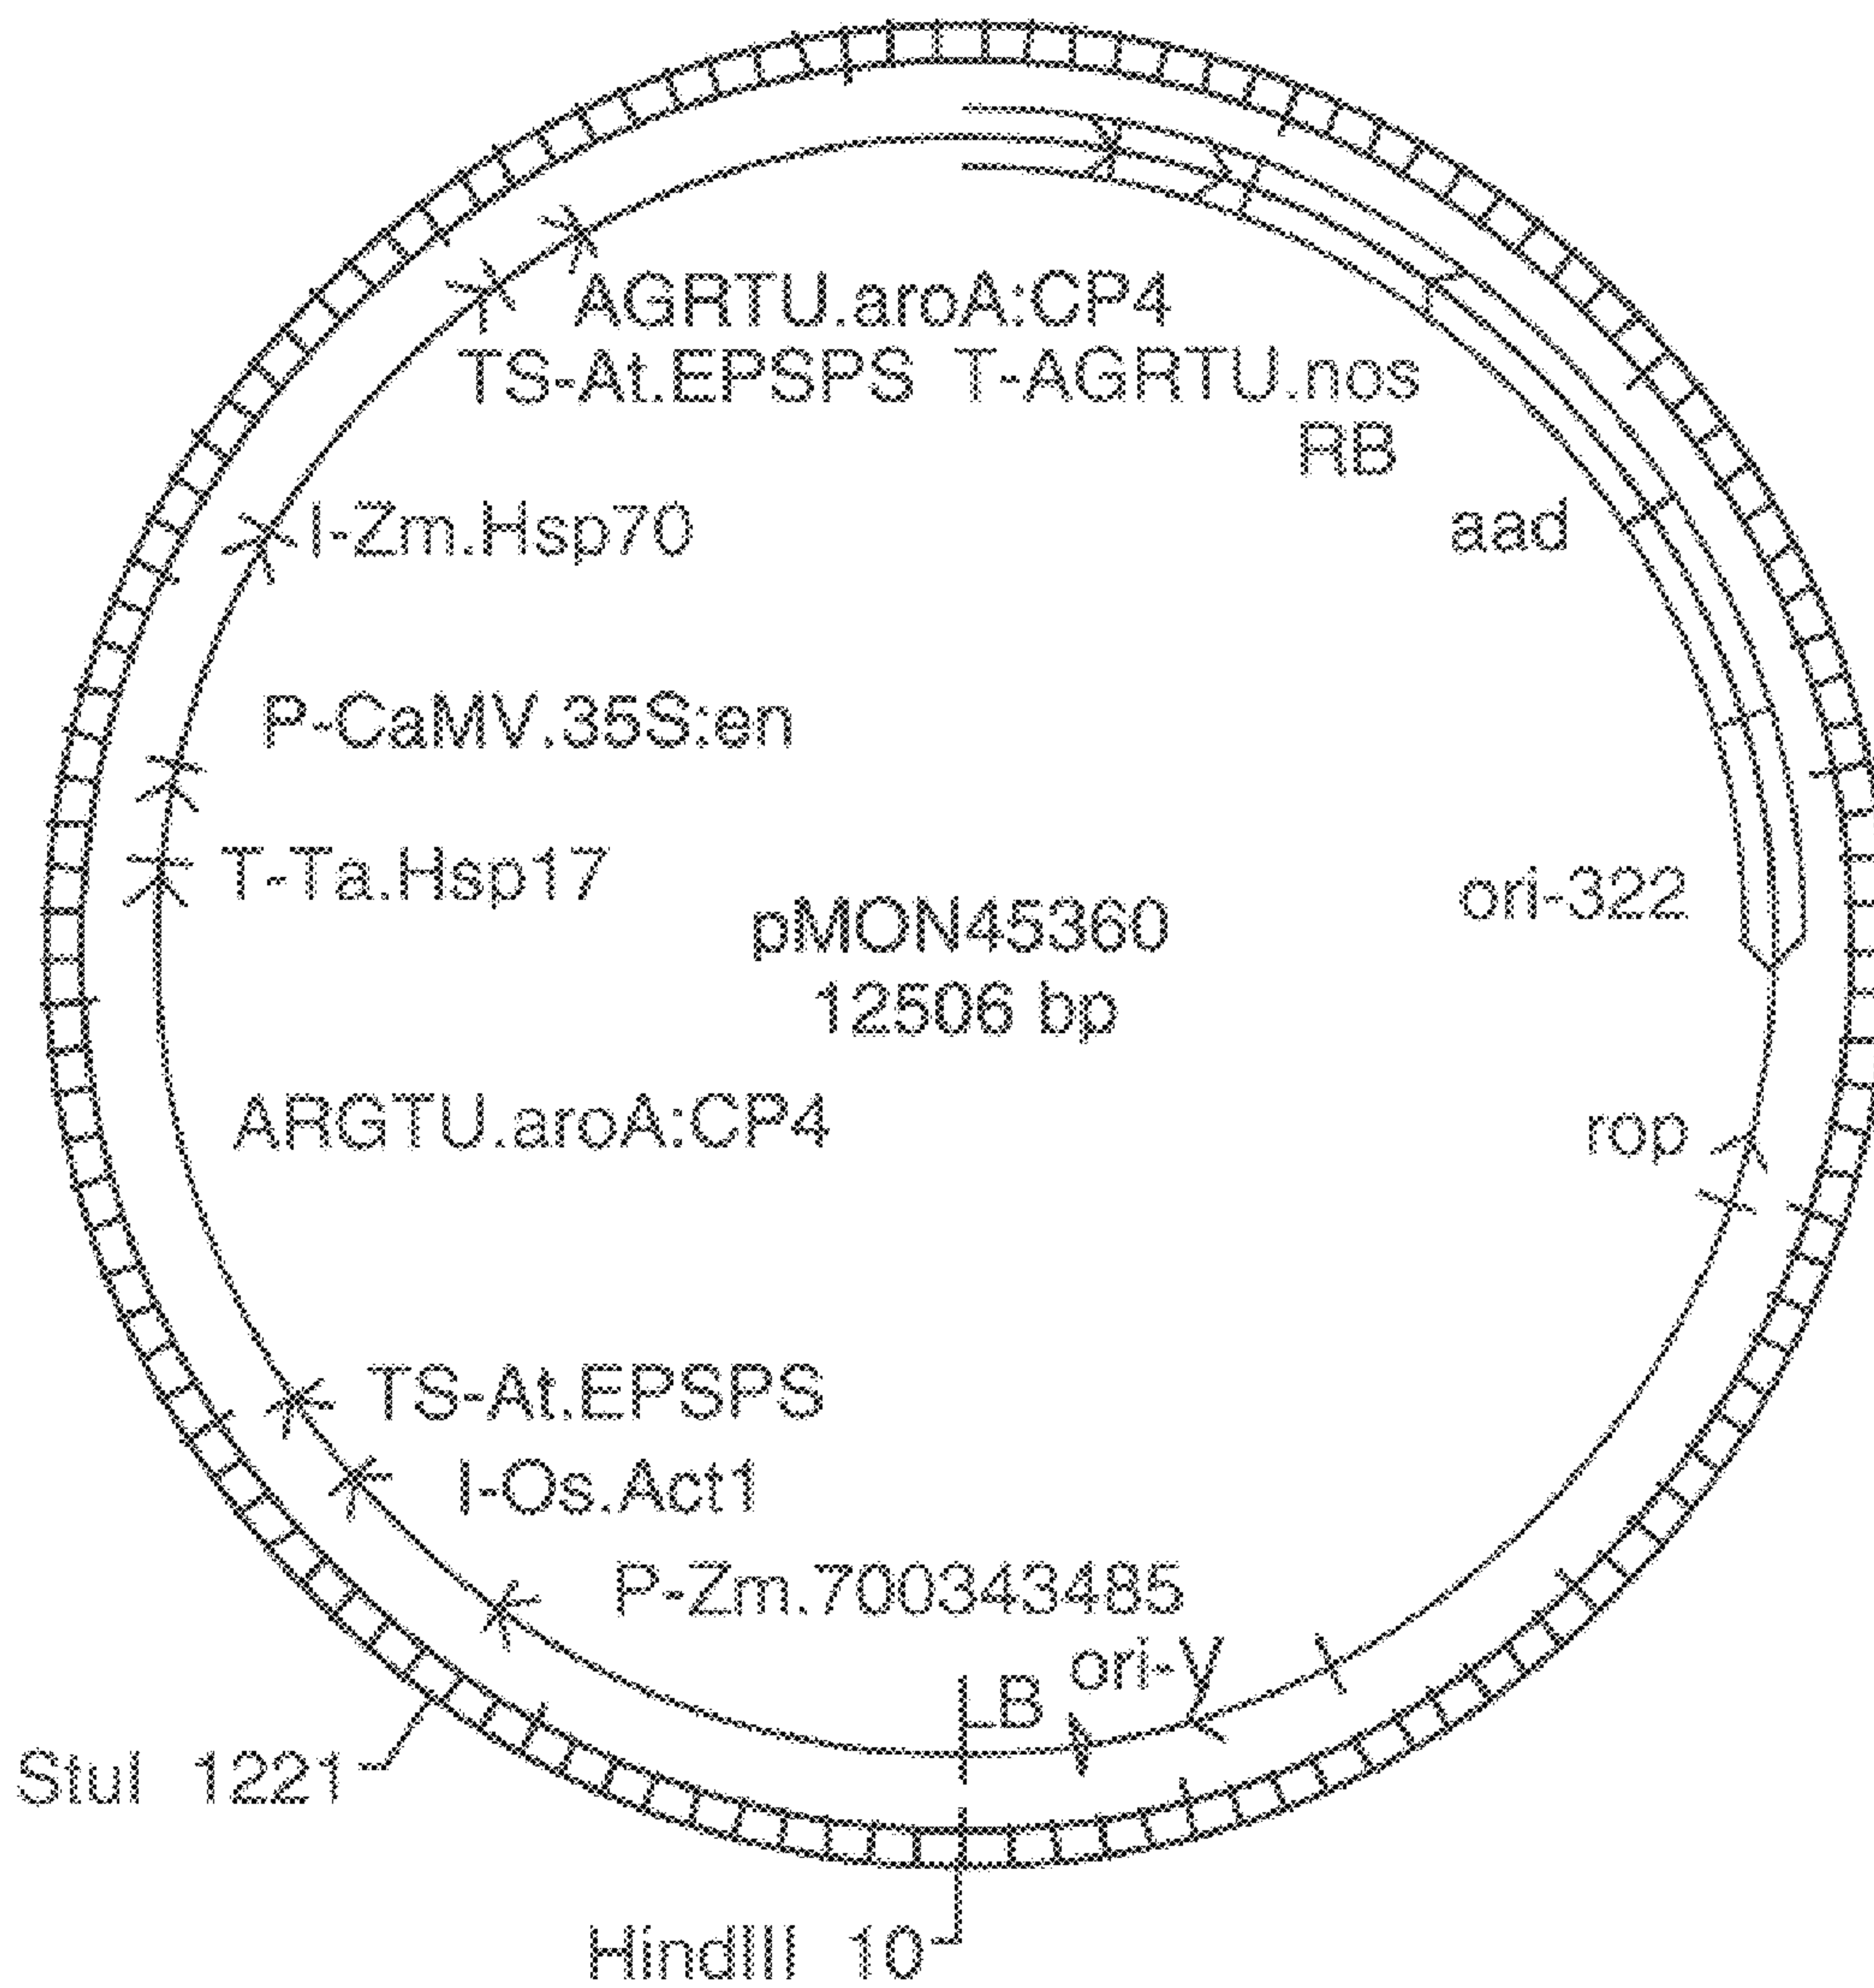 AGRTU.aroA:CP4
TS-At.EPSPS T-AGRTU.nos
RB
aad
I-Zm.Hsp70
P-CaMV.35S:en
T-Ta.Hsp17
ori-322
pMON45360
12506 bp
ARGTU.aroA:CP4
rop
TS-At.EPSPS
I-Os.Act1
P-Zm.700343485
ori-V
LB
StuI 1221
HindIII 10